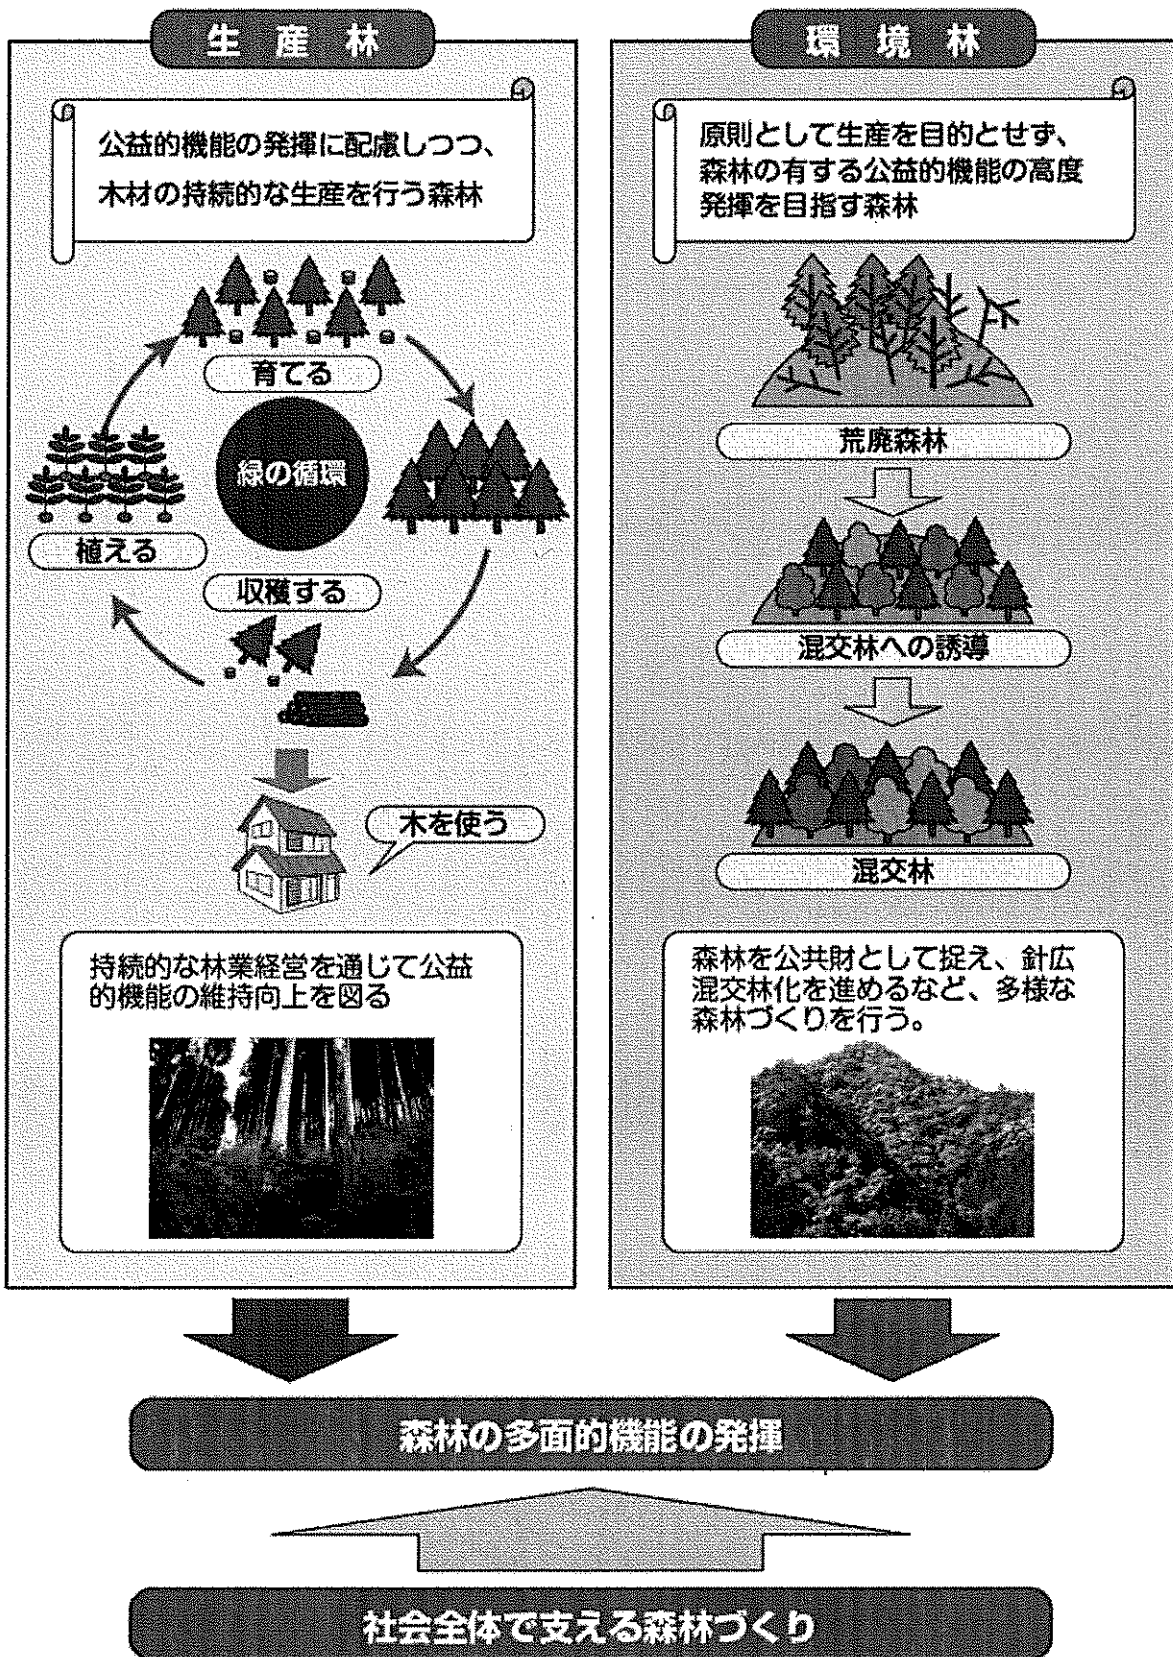 生産林
公益的機能の発揮に配慮しつつ、
木材の持続的な生産を行う森林
育てる
緑の循環
植える
収穫する
木を使う
持続的な林業経営を通じて公益
的機能の維持向上を図る
環境林
原則として生産を目的とせず、
森林の有する公益的機能の高度
発揮を目指す森林
荒廃森林
混交林への誘導
混交林
森林を公共財として捉え、針広
混交林化を進めるなど、多様な
森林づくりを行う。
森林の多面的機能の発揮
社会全体で支える森林づくり